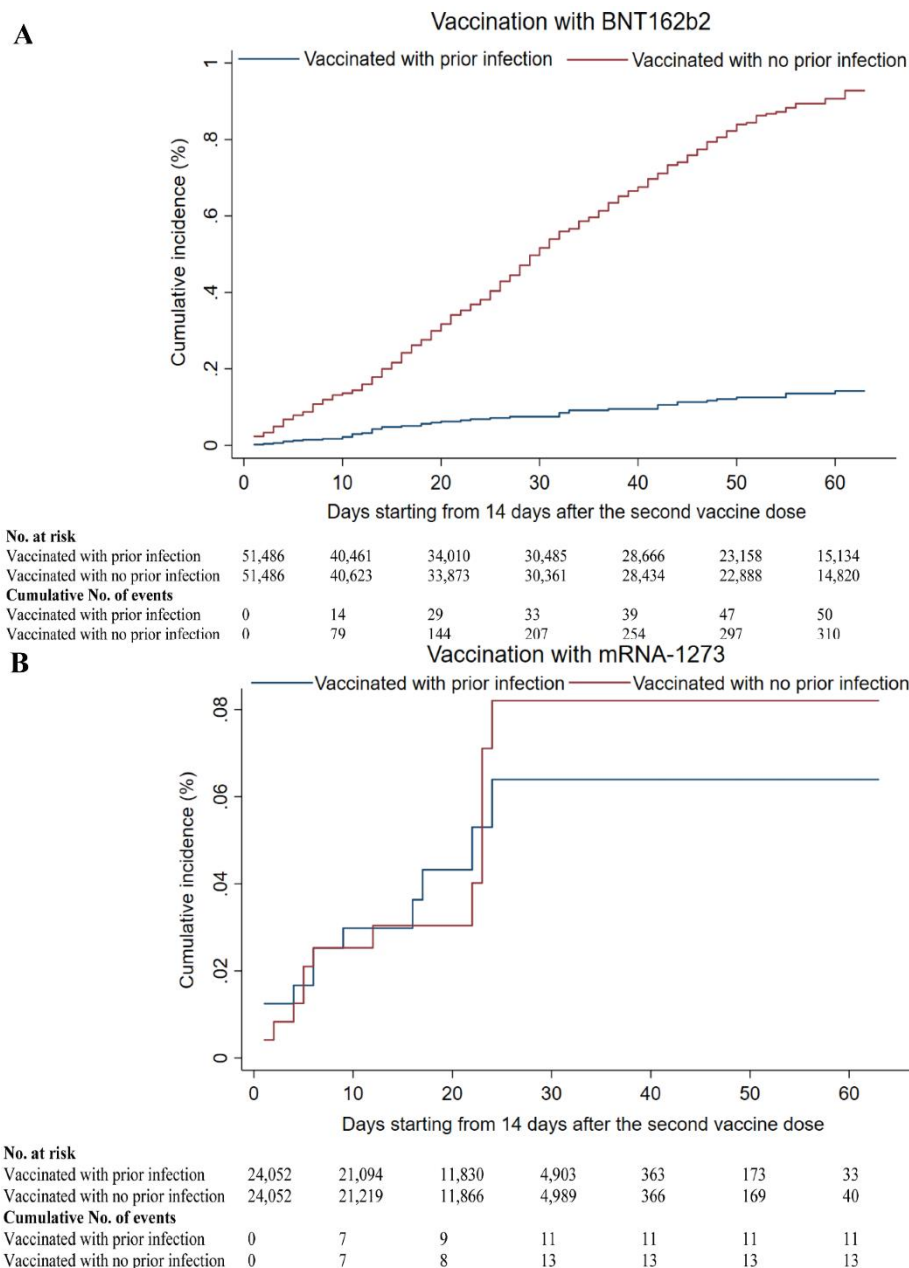 A
Vaccination with BNT162b2
Vaccinated with prior infection Vaccinated with no prior infection
Cumulative incidence (%)
1
.8
.6
.4
.2
0
0 10 20 30 40 50 60
Days starting from 14 days after the second vaccine dose
No. at risk
Vaccinated with prior infection 51,486 40,461 34,010 30,485 28,666 23,158 15,134
Vaccinated with no prior infection 51,486 40,623 33,873 30,361 28,434 22,888 14,820
Cumulative No. of events
Vaccinated with prior infection 0 14 29 33 39 47 50
Vaccinated with no prior infection 0 79 144 207 254 297 310
B
Vaccination with mRNA-1273
Vaccinated with prior infection Vaccinated with no prior infection
Cumulative incidence (%)
.08
.06
.04
.02
0
0 10 20 30 40 50 60
Days starting from 14 days after the second vaccine dose
No. at risk
Vaccinated with prior infection 24,052 21,094 11,830 4,903 363 173 33
Vaccinated with no prior infection 24,052 21,219 11,866 4,989 366 169 40
Cumulative No. of events
Vaccinated with prior infection 0 7 9 11 11 11 11
Vaccinated with no prior infection 0 7 8 13 13 13 13